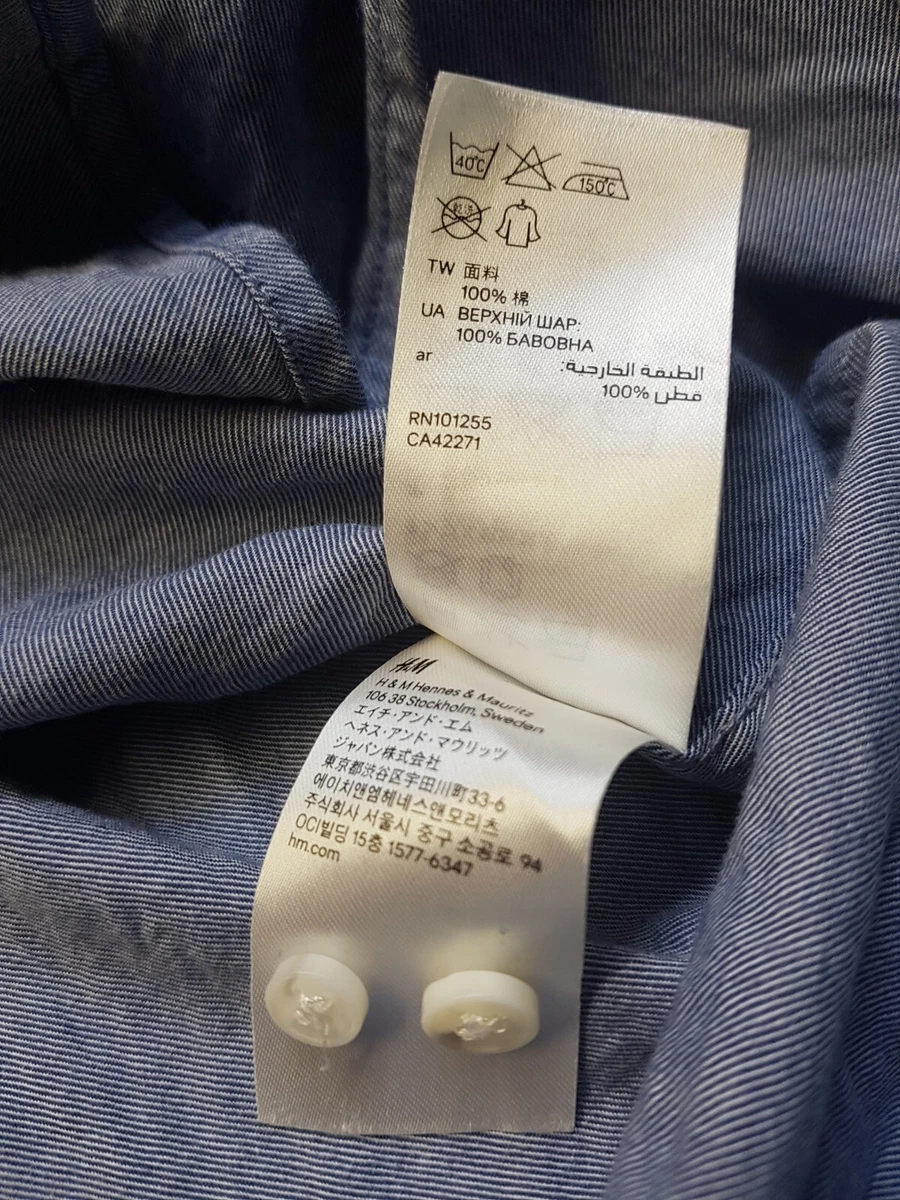 40℃
150℃
乾洗
TW 面料
100% 棉
UA ВЕРХНІЙ ШАР:
100% БАВОВНА
ar
الطبقة الخارجية:
قطن %100
RN101255
CA42271
H&M
H & M Hennes & Mauritz
106 38 Stockholm, Sweden
エイチ・アンド・エム
ヘネス・アンド・マウリッツ
ジャパン株式会社
東京都渋谷区宇田川町33-6
에이치앤엠헤네스앤모리츠
주식회사 서울시 중구 소공로 94
OCI빌딩 15층 1577-6347
hm.com